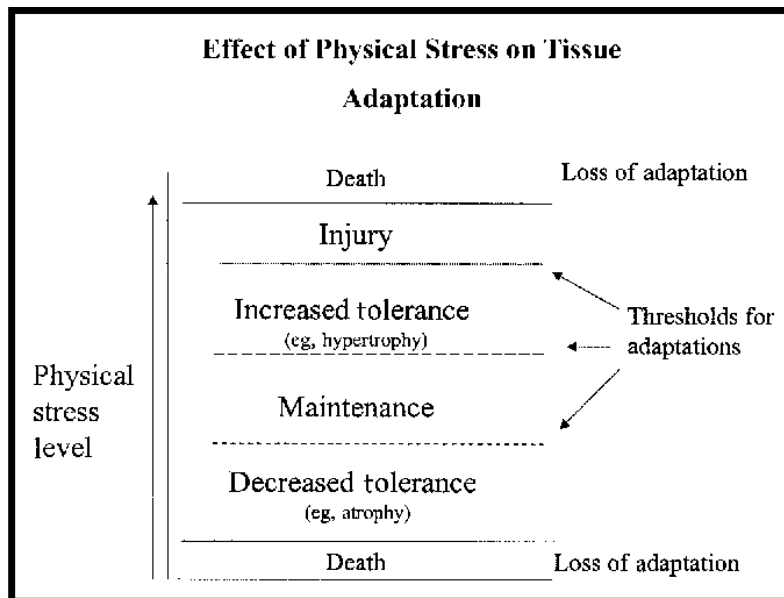 Effect of Physical Stress on Tissue
Adaptation
Death
Loss of adaptation
Injury
Increased tolerance
(eg, hypertrophy)
Thresholds for
adaptations
Physical
stress
level
Maintenance
Decreased tolerance
(eg, atrophy)
Death
Loss of adaptation